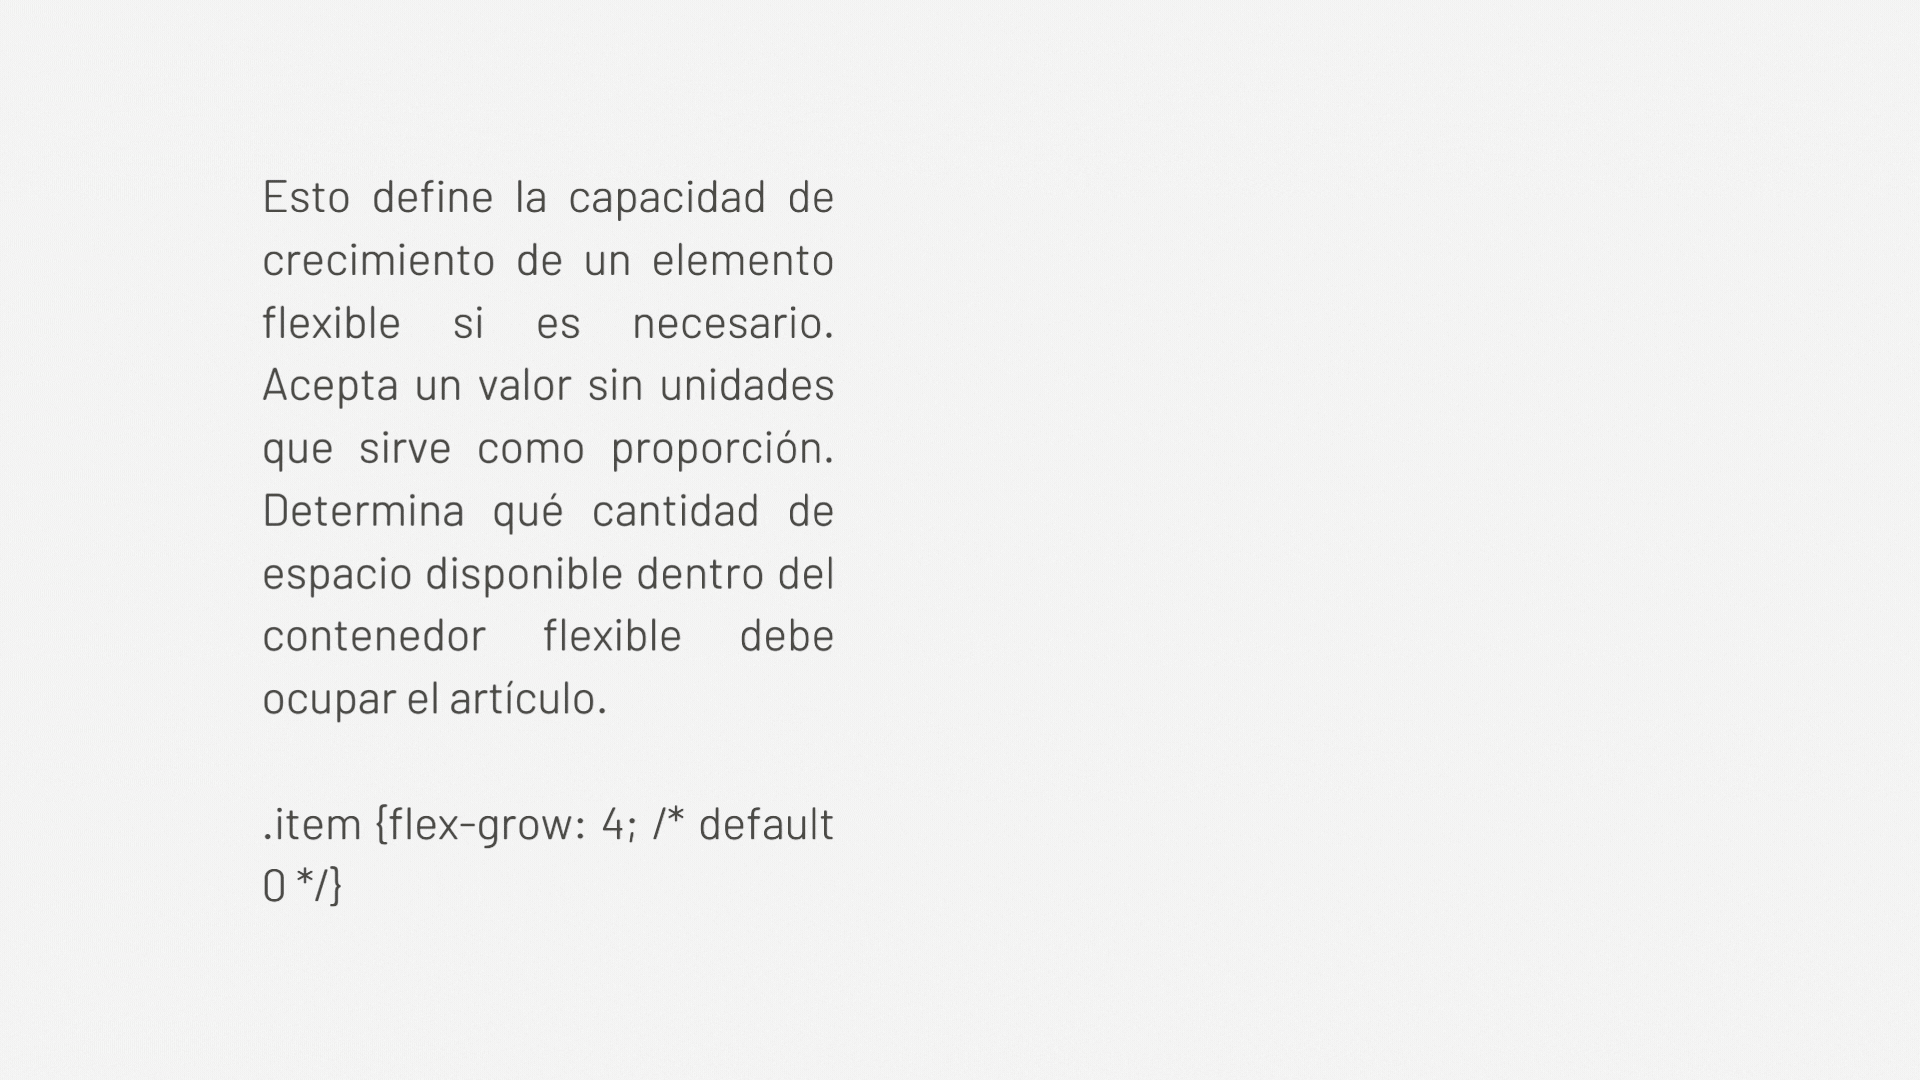 Esto define la capacidad de
crecimiento de un elemento
flexible si es necesario.
Acepta un valor sin unidades
que sirve como proporción.
Determina qué cantidad de
espacio disponible dentro del
contenedor flexible debe
ocupar el artículo.
.item {flex-grow: 4; /* default
0 */}